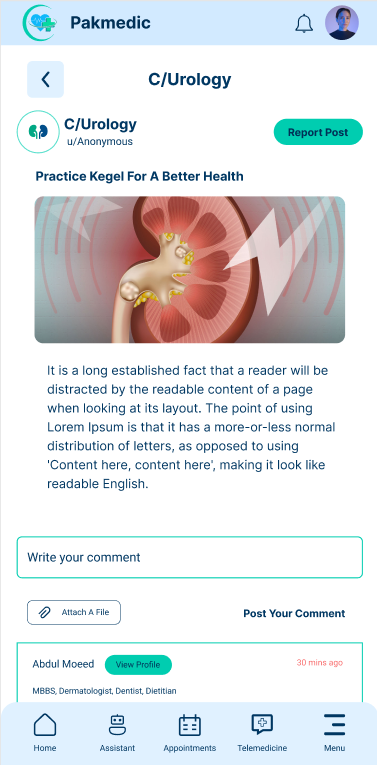 Pakmedic
C/Urology
C/Urology
u/Anonymous
Report Post
Practice Kegel For A Better Health
It is a long established fact that a reader will be
distracted by the readable content of a page
when looking at its layout. The point of using
Lorem Ipsum is that it has a more-or-less normal
distribution of letters, as opposed to using
'Content here, content here', making it look like
readable English.
Write your comment
Attach A File
Post Your Comment
Abdul Moeed
View Profile
30 mins ago
MBBS, Dermatologist, Dentist, Dietitian
Home
Assistant
Appointments
Telemedicine
Menu